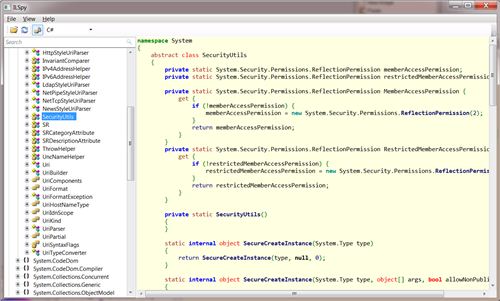 ILSpy
File View Help
C#
Search
HttpStyleUriParser
InvariantComparer
IPv4AddressHelper
IPv6AddressHelper
LdapStyleUriParser
NetPipeStyleUriParser
NetTcpStyleUriParser
NewsStyleUriParser
SecurityUtils
SR
SRCategoryAttribute
SRDescriptionAttribute
ThrowHelper
UncNameHelper
Uri
UriBuilder
UriComponents
UriFormat
UriFormatException
UriHostNameType
UriIdnScope
UriKind
UriParser
UriPartial
UriSyntaxFlags
UriTypeConverter
{} System.CodeDom
{} System.CodeDom.Compiler
{} System.Collections.Concurrent
{} System.Collections.Generic
{} System.Collections.ObjectModel
namespace System
{
abstract class SecurityUtils
{
private static System.Security.Permissions.ReflectionPermission memberAccessPermission;
private static System.Security.Permissions.ReflectionPermission restrictedMemberAccessPermiss
private static System.Security.Permissions.ReflectionPermission MemberAccessPermission {
get {
if (!memberAccessPermission) {
memberAccessPermission = new System.Security.Permissions.ReflectionPermission(2);
}
return memberAccessPermission;
}
}
private static System.Security.Permissions.ReflectionPermission RestrictedMemberAccessPermiss
get {
if (!restrictedMemberAccessPermission) {
restrictedMemberAccessPermission = new System.Security.Permissions.ReflectionPermiss
}
return restrictedMemberAccessPermission;
}
}
private static SecurityUtils()
{
}
static internal object SecureCreateInstance(System.Type type)
{
return SecureCreateInstance(type, null, 0);
}
static internal object SecureCreateInstance(System.Type type, object[] args, bool allowNonPubli
{